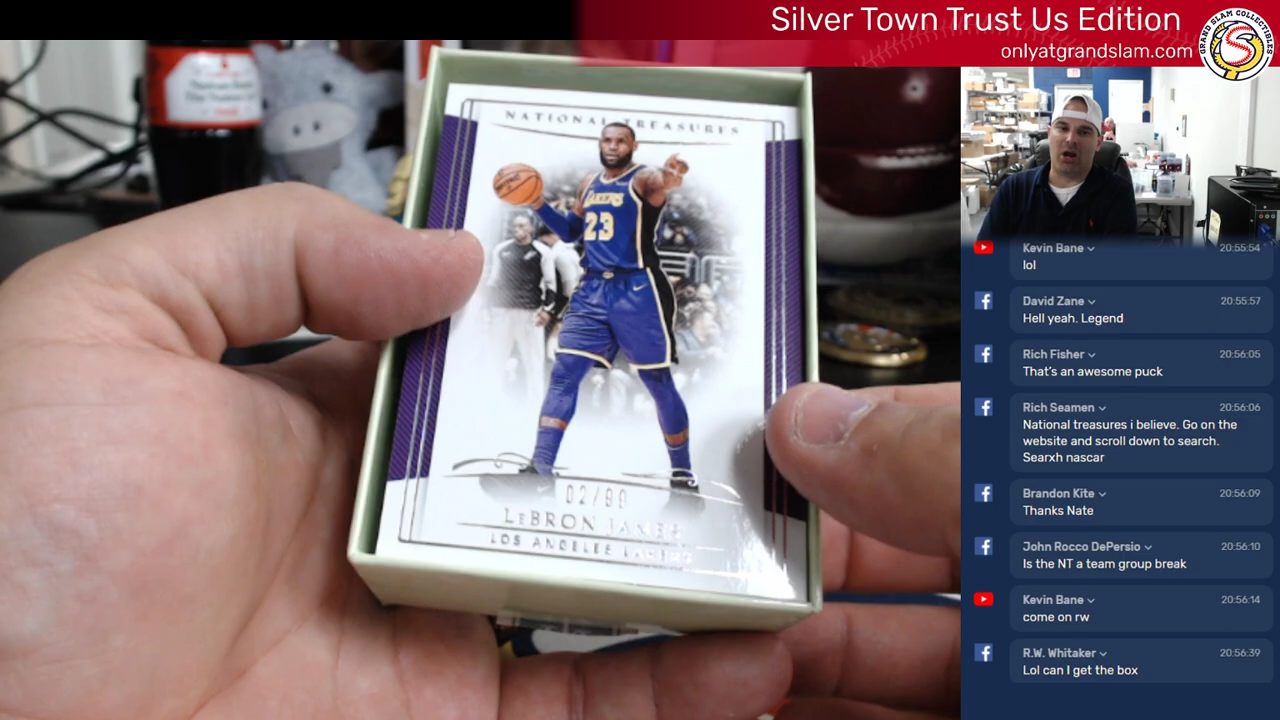 Silver Town Trust Us Edition
onlyatgrandslam.com
GRAND SLAM COLLECTIBLES
NATIONAL TREASURES
LAKERS
23
02/99
LeBRON JAMES
LOS ANGELES LAKERS
Kevin Bane 20:55:54
lol
David Zane 20:55:57
Hell yeah. Legend
Rich Fisher 20:56:05
That's an awesome puck
Rich Seamen 20:56:06
National treasures i believe. Go on the
website and scroll down to search.
Searxh nascar
Brandon Kite 20:56:09
Thanks Nate
John Rocco DePersio 20:56:10
Is the NT a team group break
Kevin Bane 20:56:14
come on rw
R.W. Whitaker 20:56:39
Lol can I get the box